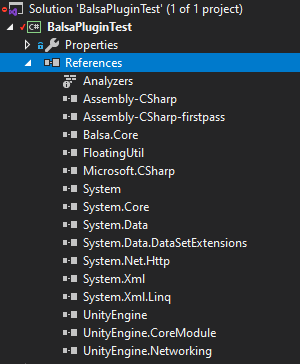 Solution 'BalsaPluginTest' (1 of 1 project)
C# BalsaPluginTest
Properties
References
Analyzers
Assembly-CSharp
Assembly-CSharp-firstpass
Balsa.Core
FloatingUtil
Microsoft.CSharp
System
System.Core
System.Data
System.Data.DataSetExtensions
System.Net.Http
System.Xml
System.Xml.Linq
UnityEngine
UnityEngine.CoreModule
UnityEngine.Networking